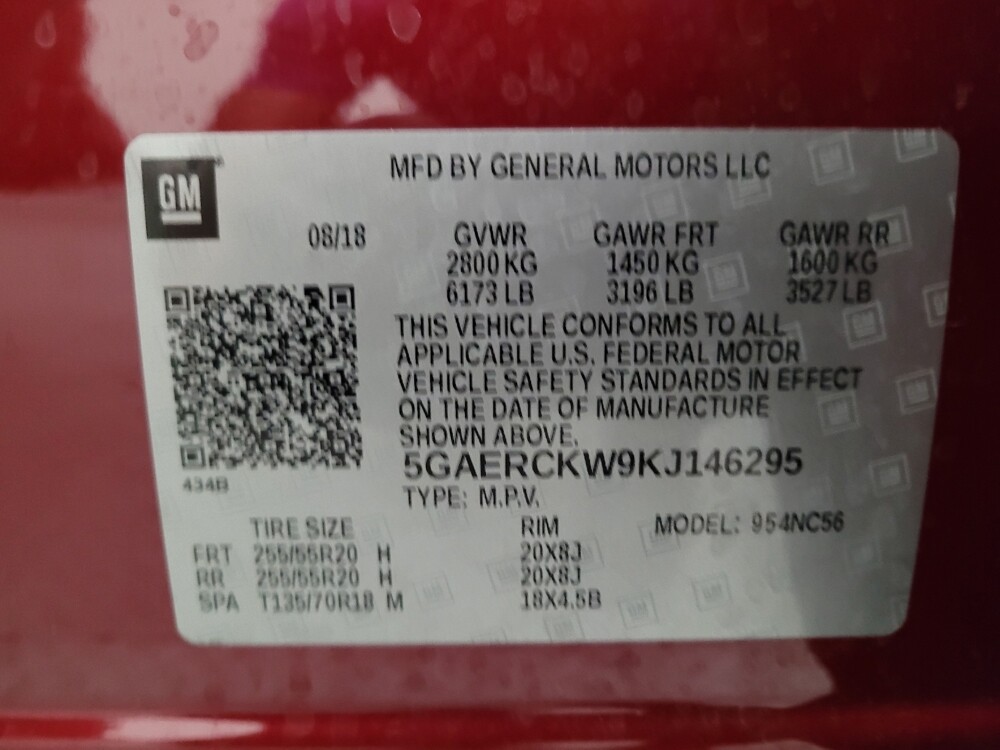 GM
MFD BY GENERAL MOTORS LLC
08/18 GVWR GAWR FRT GAWR RR
2800 KG 1450 KG 1600 KG
6173 LB 3196 LB 3527 LB
THIS VEHICLE CONFORMS TO ALL
APPLICABLE U.S. FEDERAL MOTOR
VEHICLE SAFETY STANDARDS IN EFFECT
ON THE DATE OF MANUFACTURE
SHOWN ABOVE.
5GAERCKW9KJ146295
434B
TYPE: M.P.V.
TIRE SIZE RIM MODEL: 954NC56
FRT 255/55R20 H 20X8J
RR 255/55R20 H 20X8J
SPA T135/70R18 M 18X4.5B